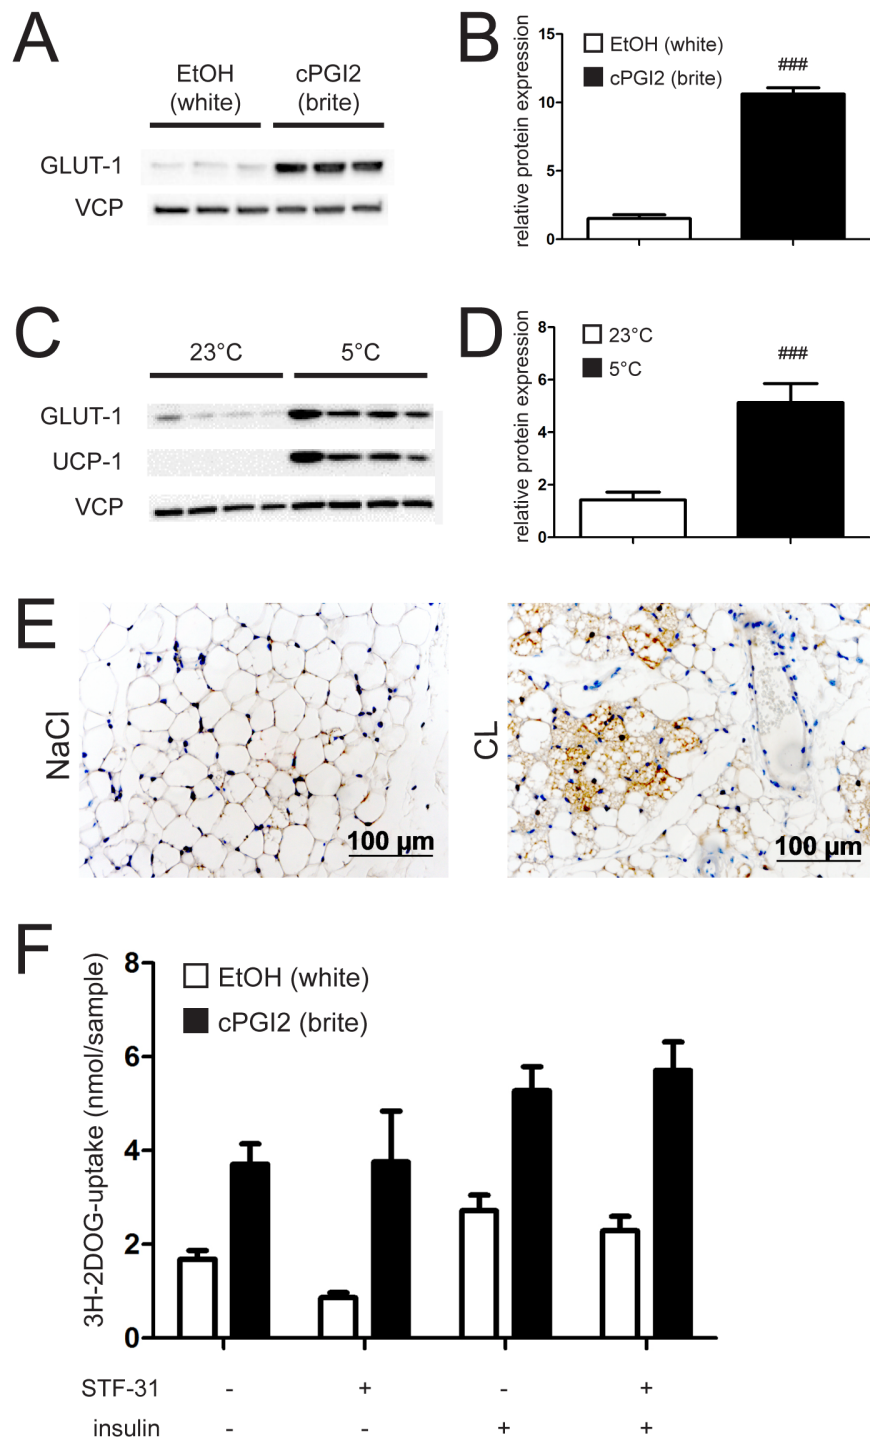 A
EtOH
(white)
cPGI2
(brite)
GLUT-1
VCP
B
relative protein expression
15
10
5
0
EtOH (white)
cPGI2 (brite)
###
C
23°C
5°C
GLUT-1
UCP-1
VCP
D
relative protein expression
8
6
4
2
0
23°C
5°C
###
E
NaCl
100 µm
CL
100 µm
F
3H-2DOG-uptake (nmol/sample)
8
6
4
2
0
EtOH (white)
cPGI2 (brite)
STF-31 - + - +
insulin - - + +